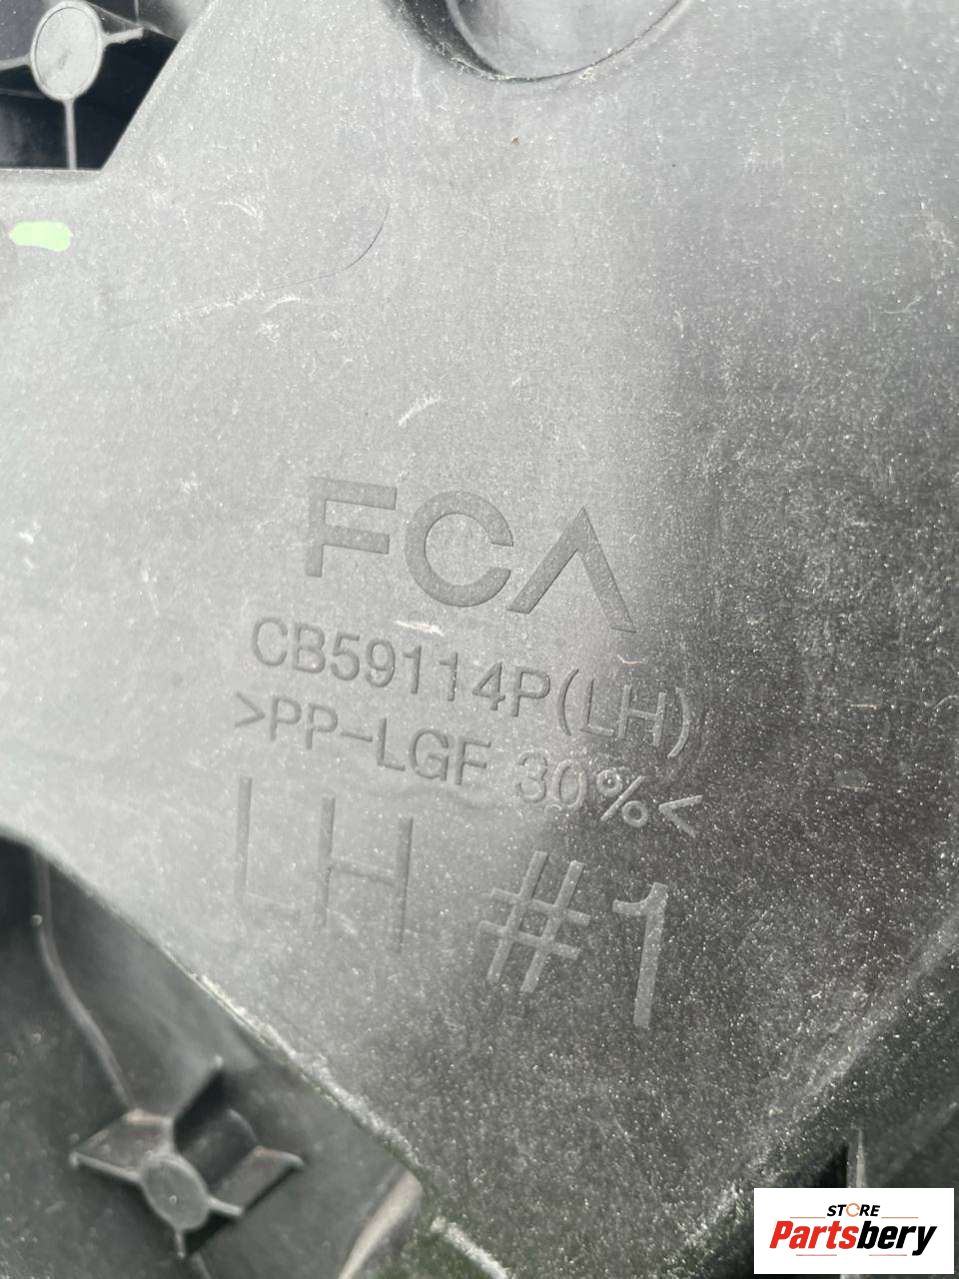 FCA
CB59114P(LH)
>PP-LGF 30%<
LH #1
STORE
Partsbery